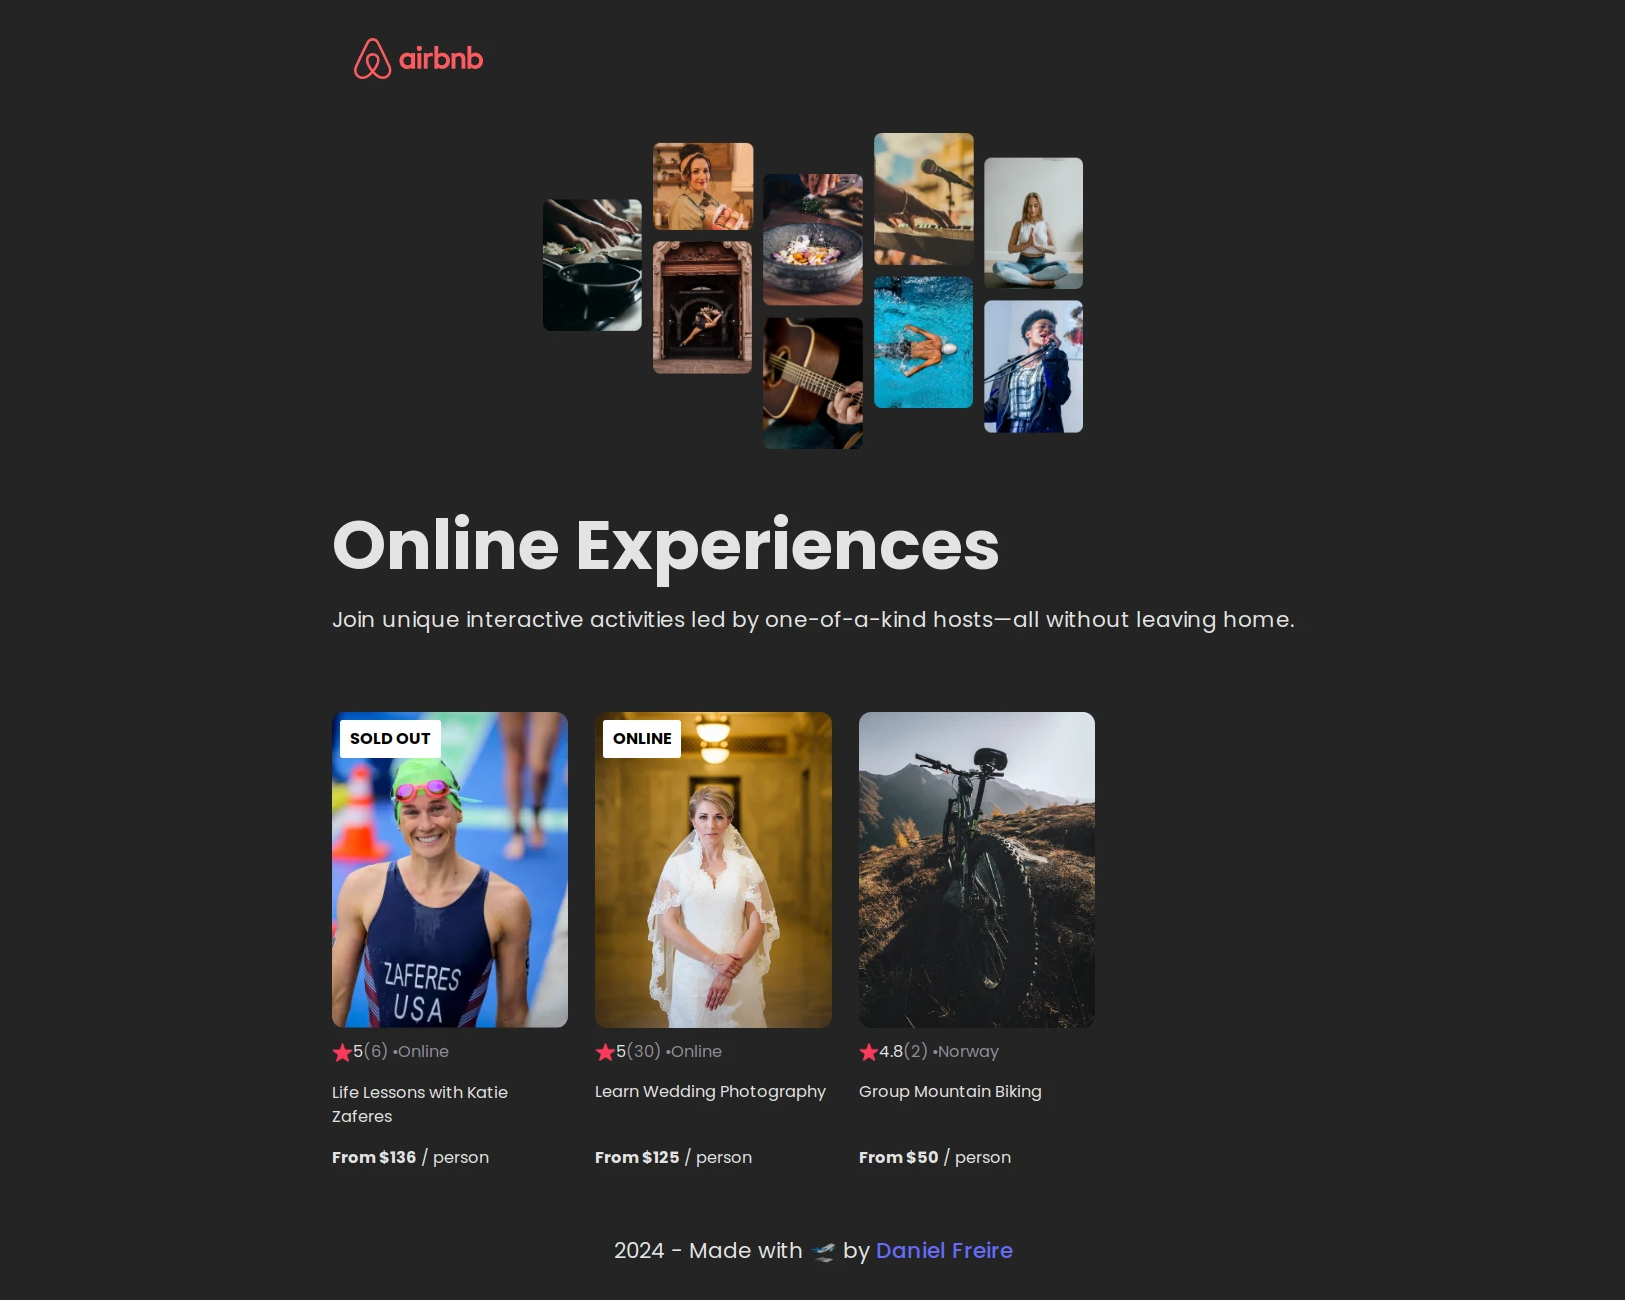 airbnb
Online Experiences
Join unique interactive activities led by one-of-a-kind hosts—all without leaving home.
SOLD OUT
ZAFERES
USA
5(6) •Online
Life Lessons with Katie
Zaferes
From $136 / person
ONLINE
5(30) •Online
Learn Wedding Photography
From $125 / person
4.8(2) •Norway
Group Mountain Biking
From $50 / person
2024 - Made with 🛫 by Daniel Freire